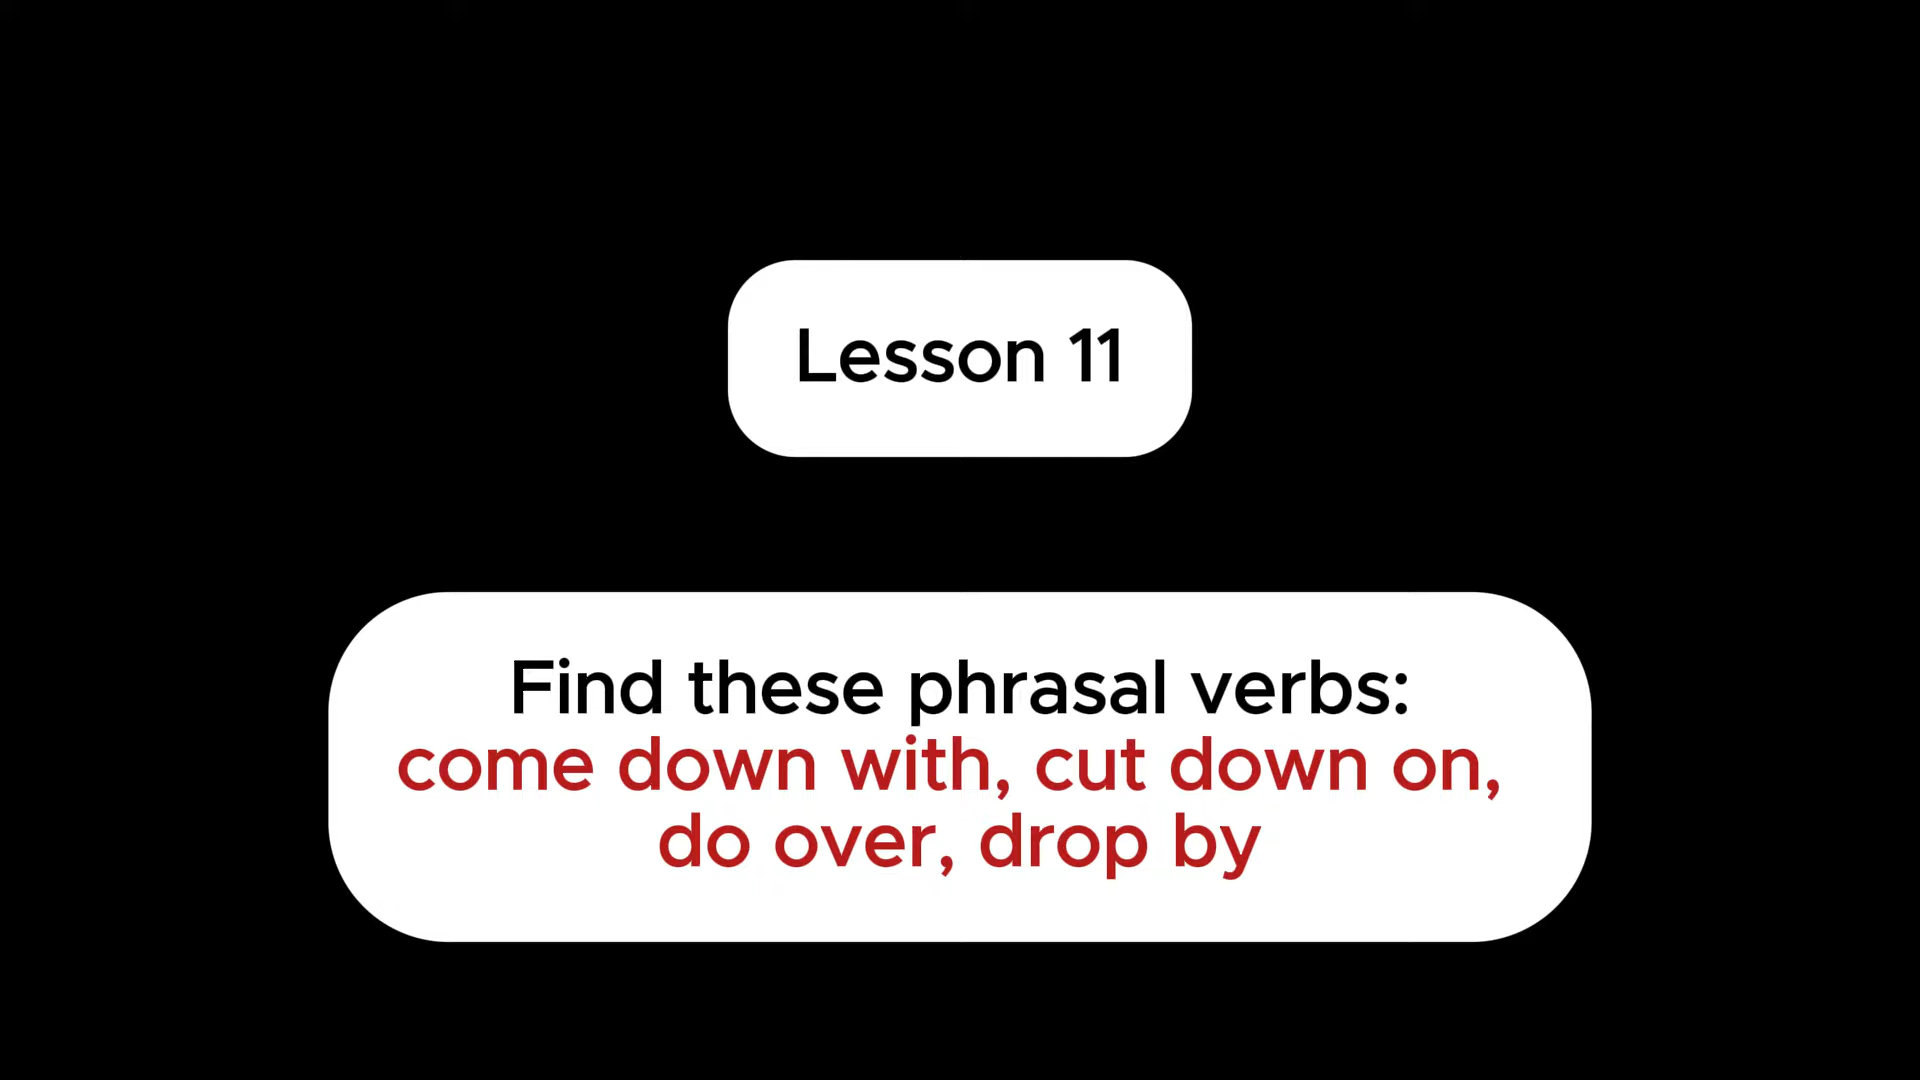 Lesson 11
Find these phrasal verbs:
come down with, cut down on,
do over, drop by